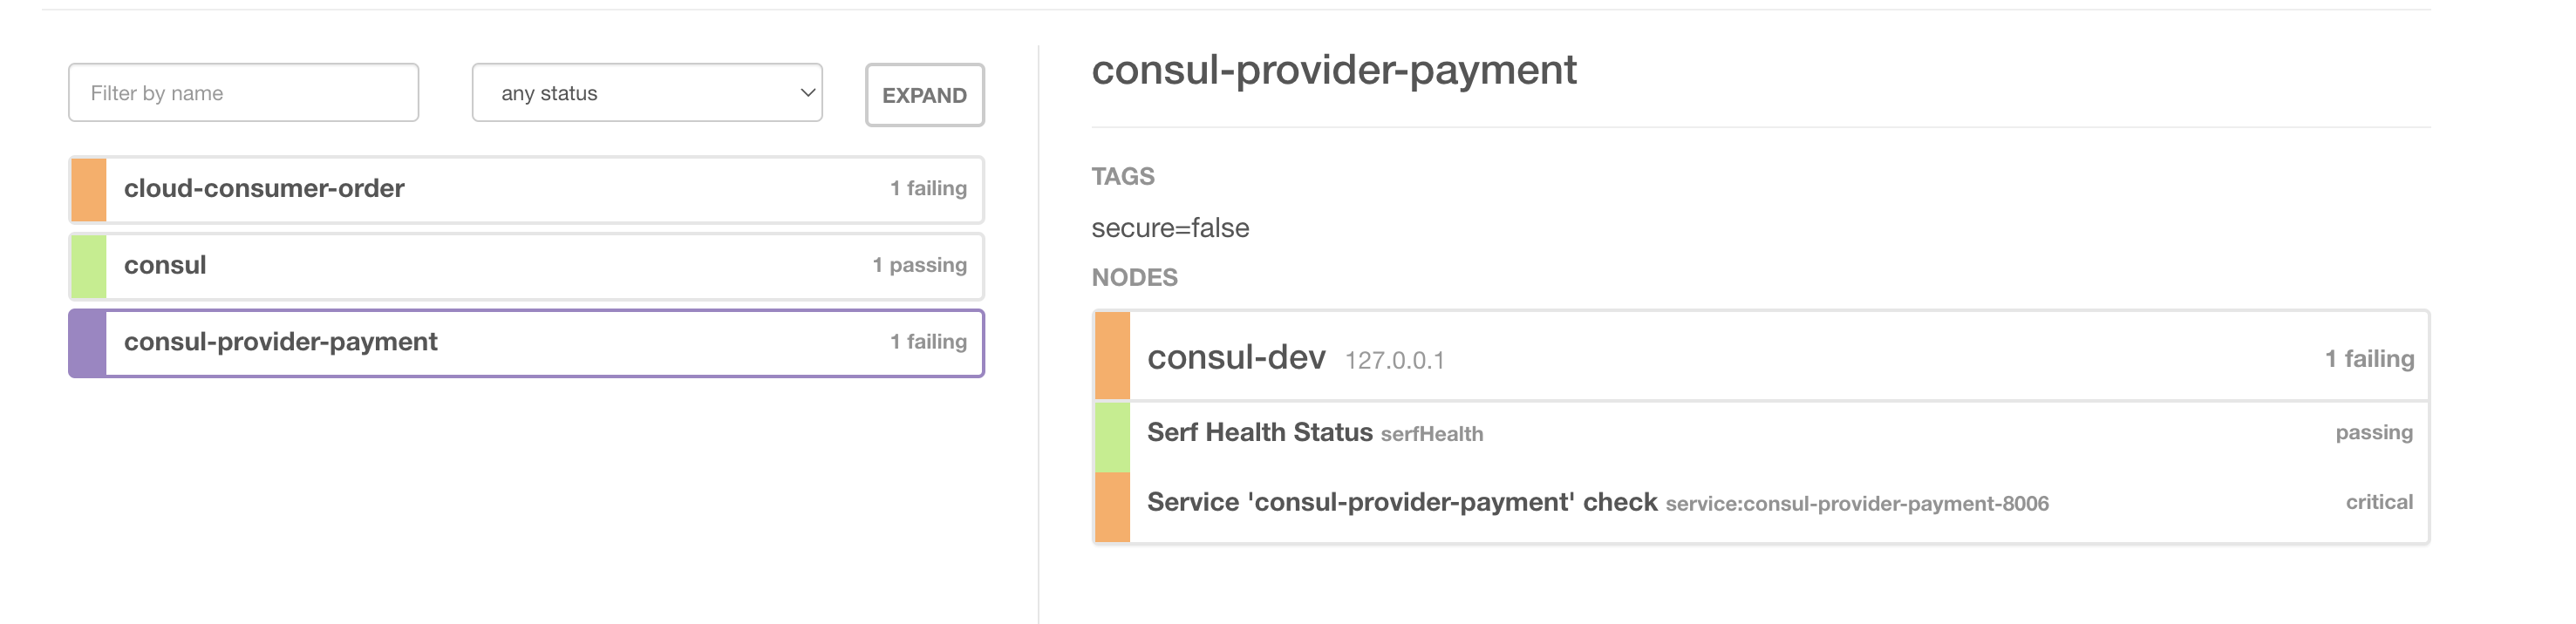 Filter by name
any status
EXPAND
cloud-consumer-order 1 failing
consul 1 passing
consul-provider-payment 1 failing
consul-provider-payment
TAGS
secure=false
NODES
consul-dev 127.0.0.1 1 failing
Serf Health Status serfHealth passing
Service 'consul-provider-payment' check service:consul-provider-payment-8006 critical